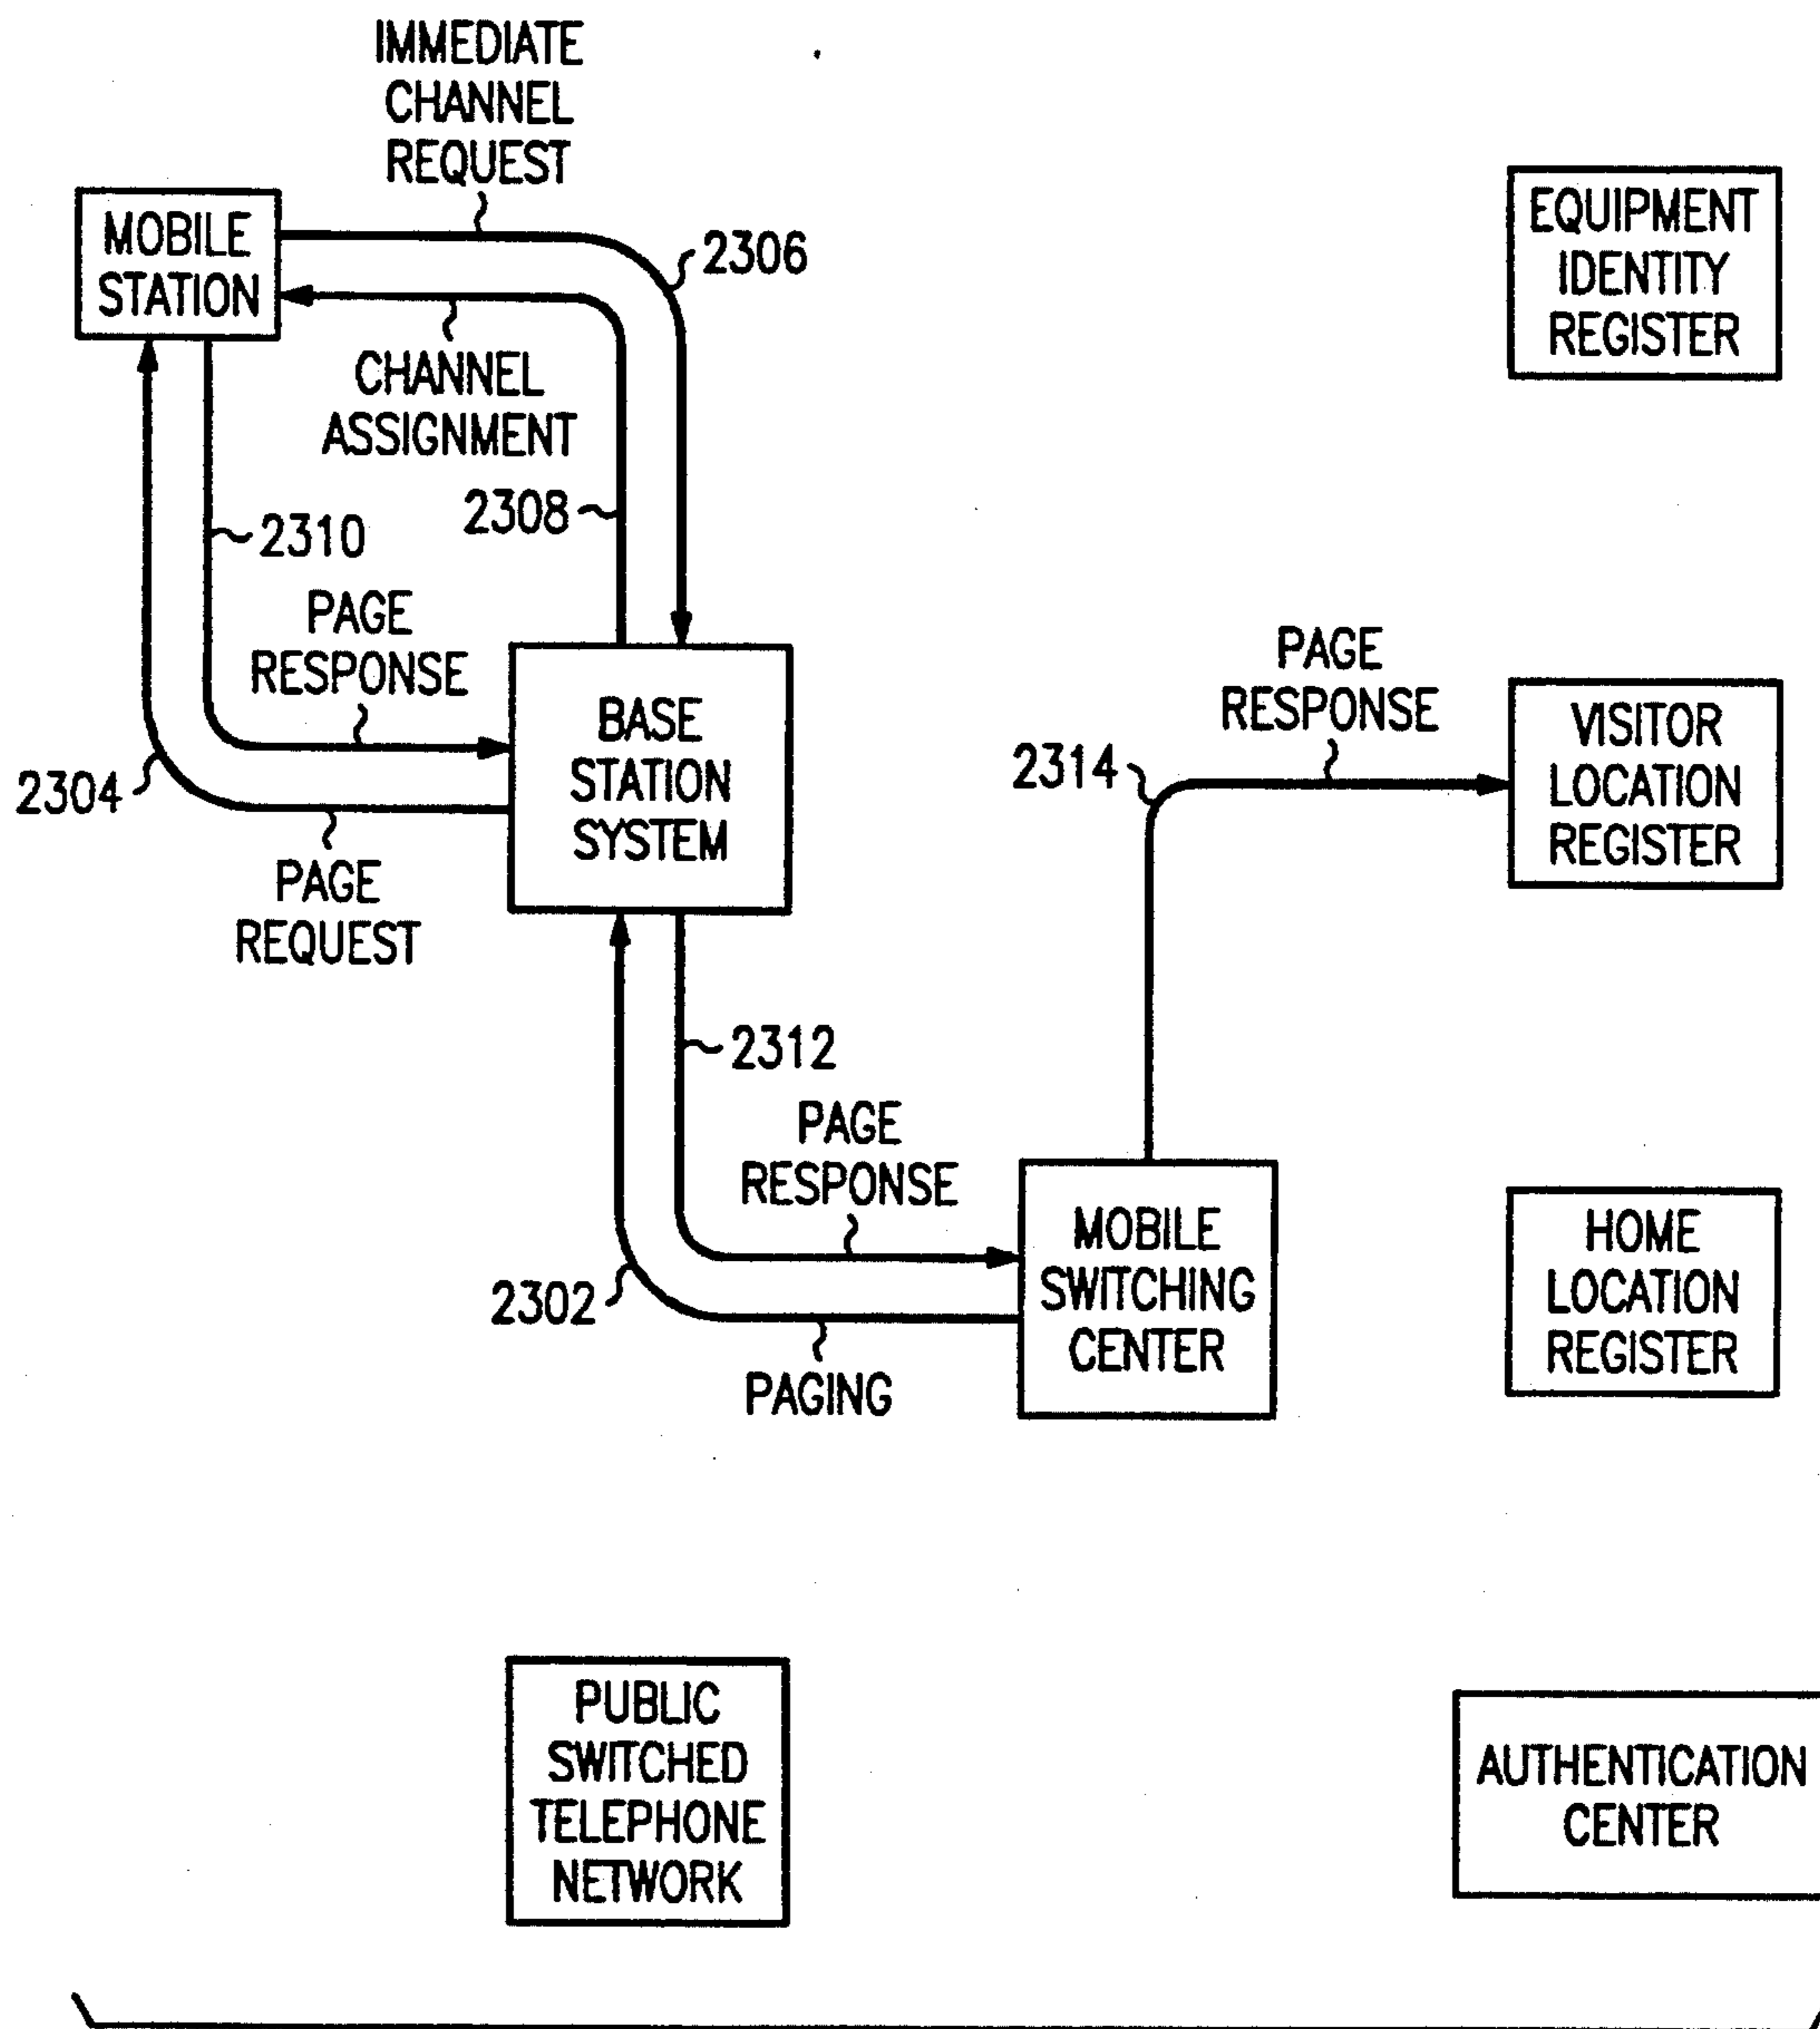 IMMEDIATE
CHANNEL
REQUEST
MOBILE
STATION
2306
EQUIPMENT
IDENTITY
REGISTER
CHANNEL
ASSIGNMENT
2308
2310
PAGE
RESPONSE
2304
PAGE
REQUEST
BASE
STATION
SYSTEM
PAGE
RESPONSE
2314
VISITOR
LOCATION
REGISTER
2312
PAGE
RESPONSE
2302
PAGING
MOBILE
SWITCHING
CENTER
HOME
LOCATION
REGISTER
PUBLIC
SWITCHED
TELEPHONE
NETWORK
AUTHENTICATION
CENTER